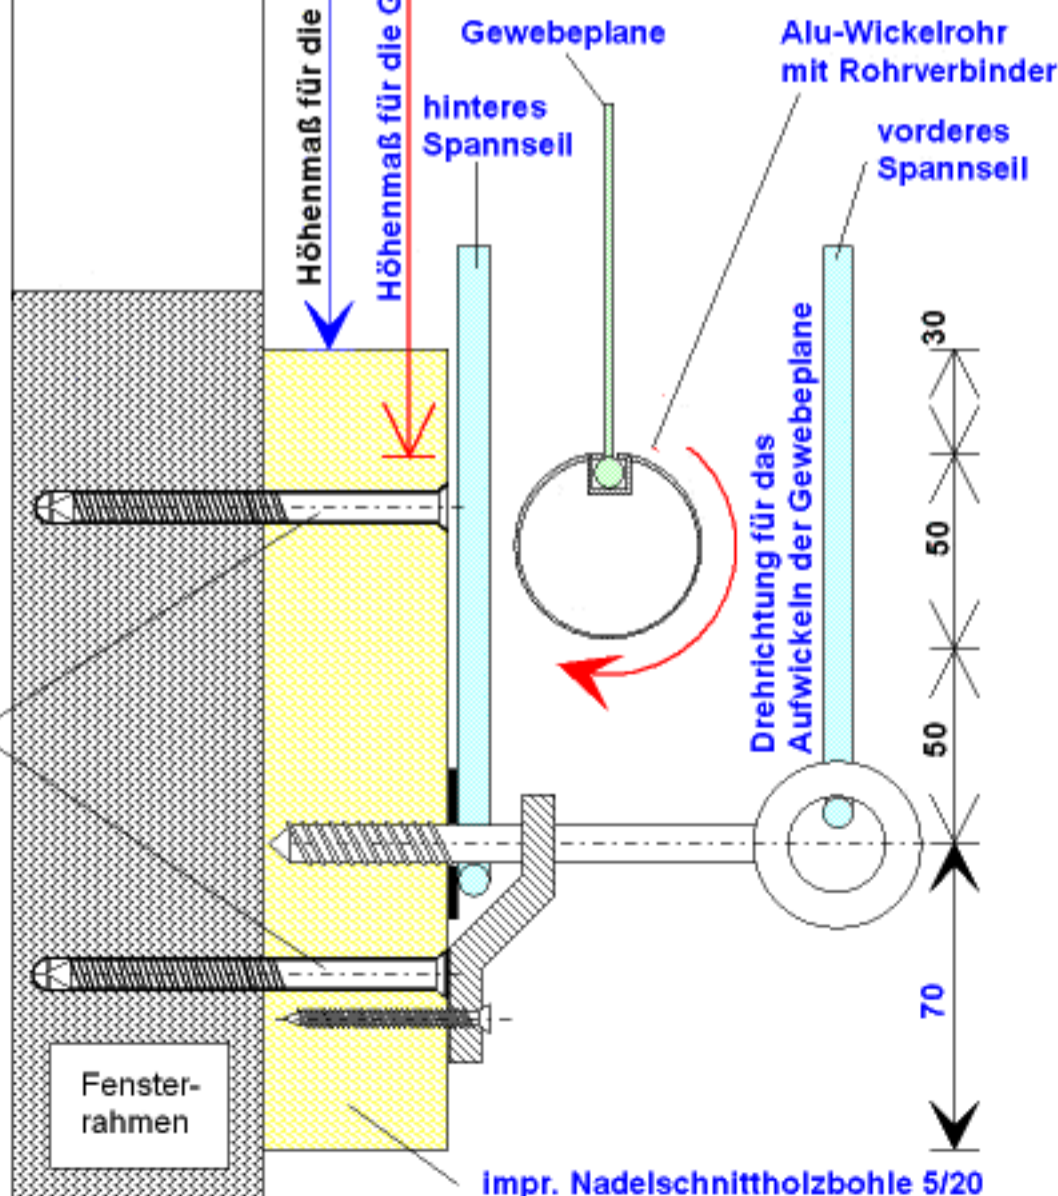 Höhenmaß für die
Höhenmaß für die G
Gewebeplane
Alu-Wickelrohr
mit Rohrverbinder
hinteres
Spannseil
vorderes
Spannseil
Drehrichtung für das
Aufwickeln der Gewebeplane
30
50
50
70
Fenster-
rahmen
impr. Nadelschnittholzbohle 5/20